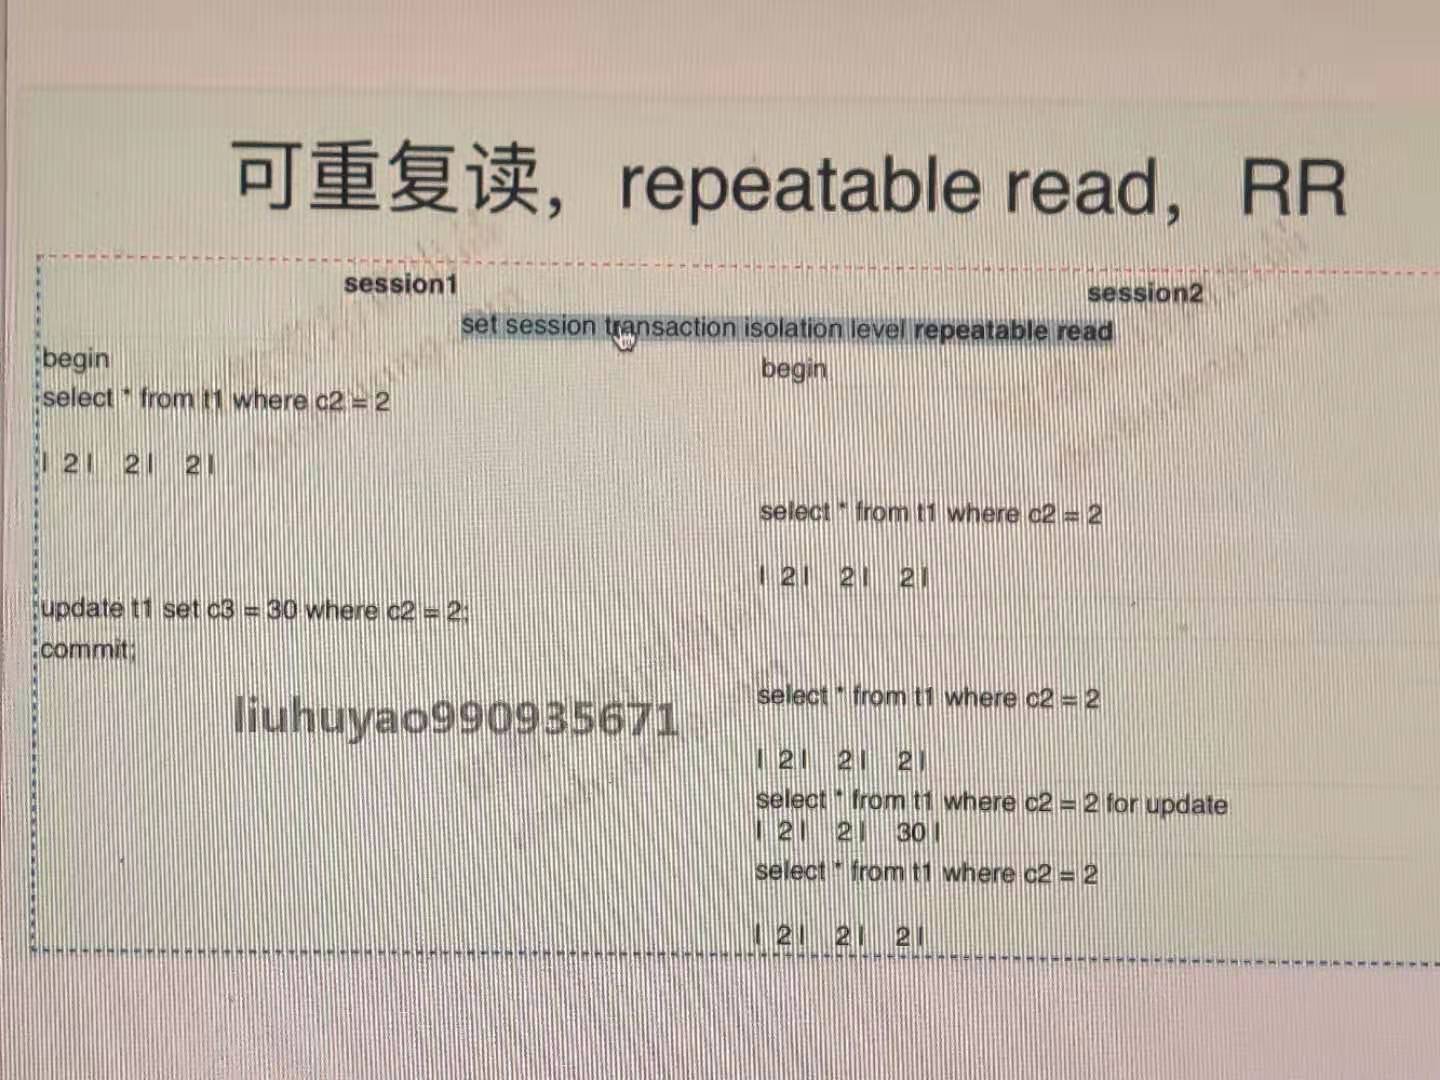 可重复读，repeatable read，RR
session1
session2
set session transaction isolation level repeatable read
begin
begin
select * from t1 where c2 = 2
| 2 | 2 | 2 |
select * from t1 where c2 = 2
| 2 | 2 | 2 |
update t1 set c3 = 30 where c2 = 2;
commit;
select * from t1 where c2 = 2
liuhuyao990935671
| 2 | 2 | 2 |
select * from t1 where c2 = 2 for update
| 2 | 2 | 30 |
select * from t1 where c2 = 2
| 2 | 2 | 2 |